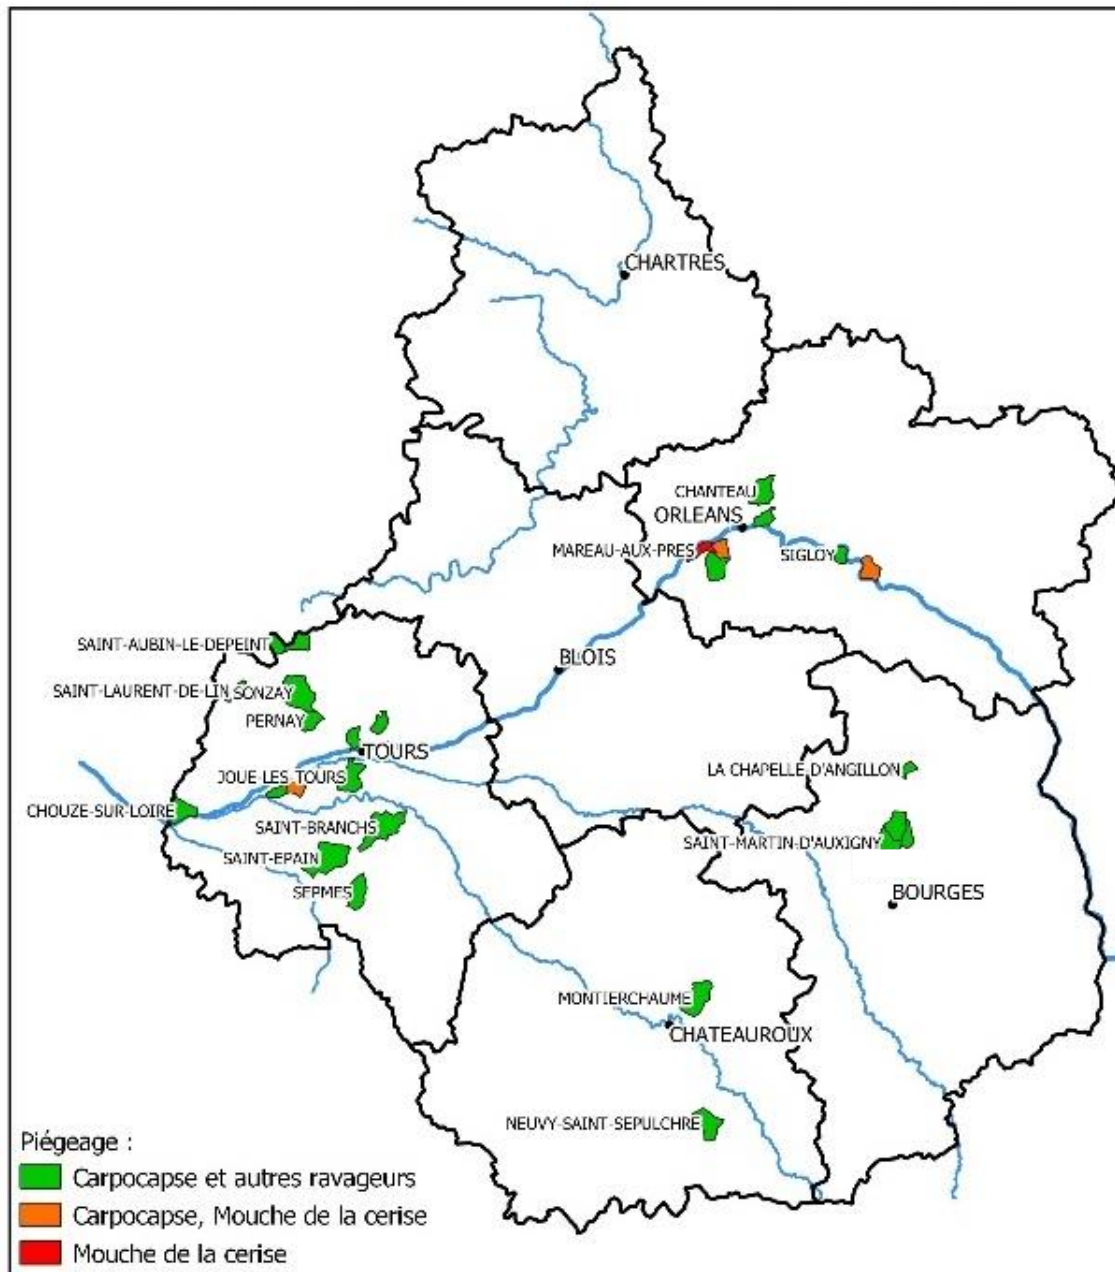 CHARTRES
CHANTEAU
ORLEANS
MAREAU-AUX-PRES
SIGLOY
SAINT-AUBIN-LE-DEPEINT
BLOIS
SAINT-LAURENT-DE-LIN
SONZAY
PERNAY
TOURS
JOUE-LES-TOURS
LA CHAPELLE D'ANGILLON
CHOUZE-SUR-LOIRE
SAINT-BRANCHS
SAINT-MARTIN-D'AUXIGNY
SAINT-EPAIN
SEPMES
BOURGES
MONTIERCHAUME
CHATEAUROUX
NEUVY-SAINT-SEPULCHRE
Piégeage :
Carpocapse et autres ravageurs
Carpocapse, Mouche de la cerise
Mouche de la cerise